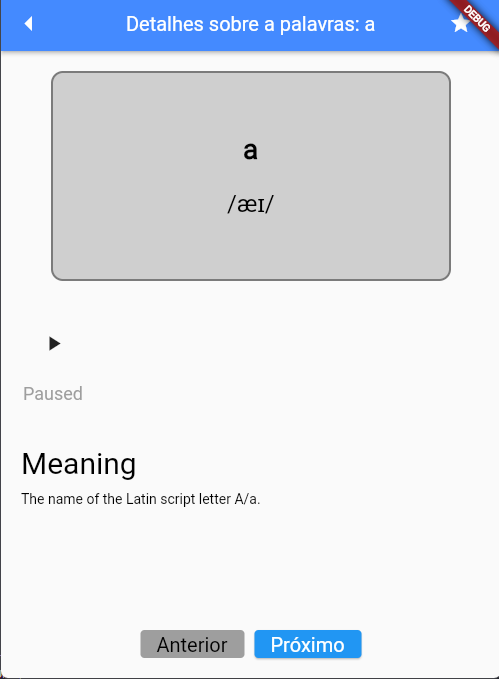 Detalhes sobre a palavras: a
DEBUG
a
/æɪ/
Paused
Meaning
The name of the Latin script letter A/a.
Anterior
Próximo